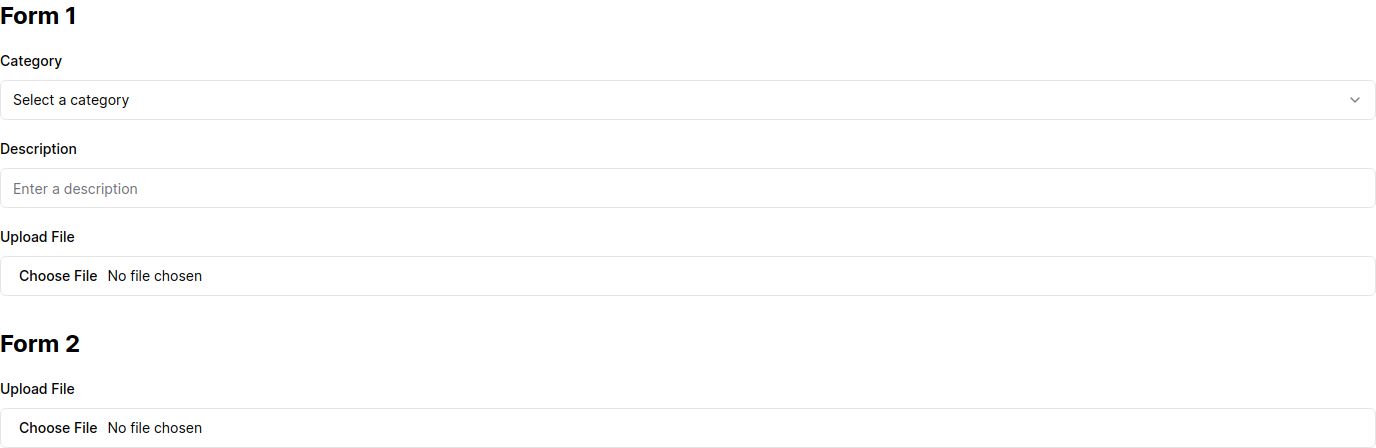 Form 1
Category
Select a category
Description
Enter a description
Upload File
Choose File No file chosen
Form 2
Upload File
Choose File No file chosen